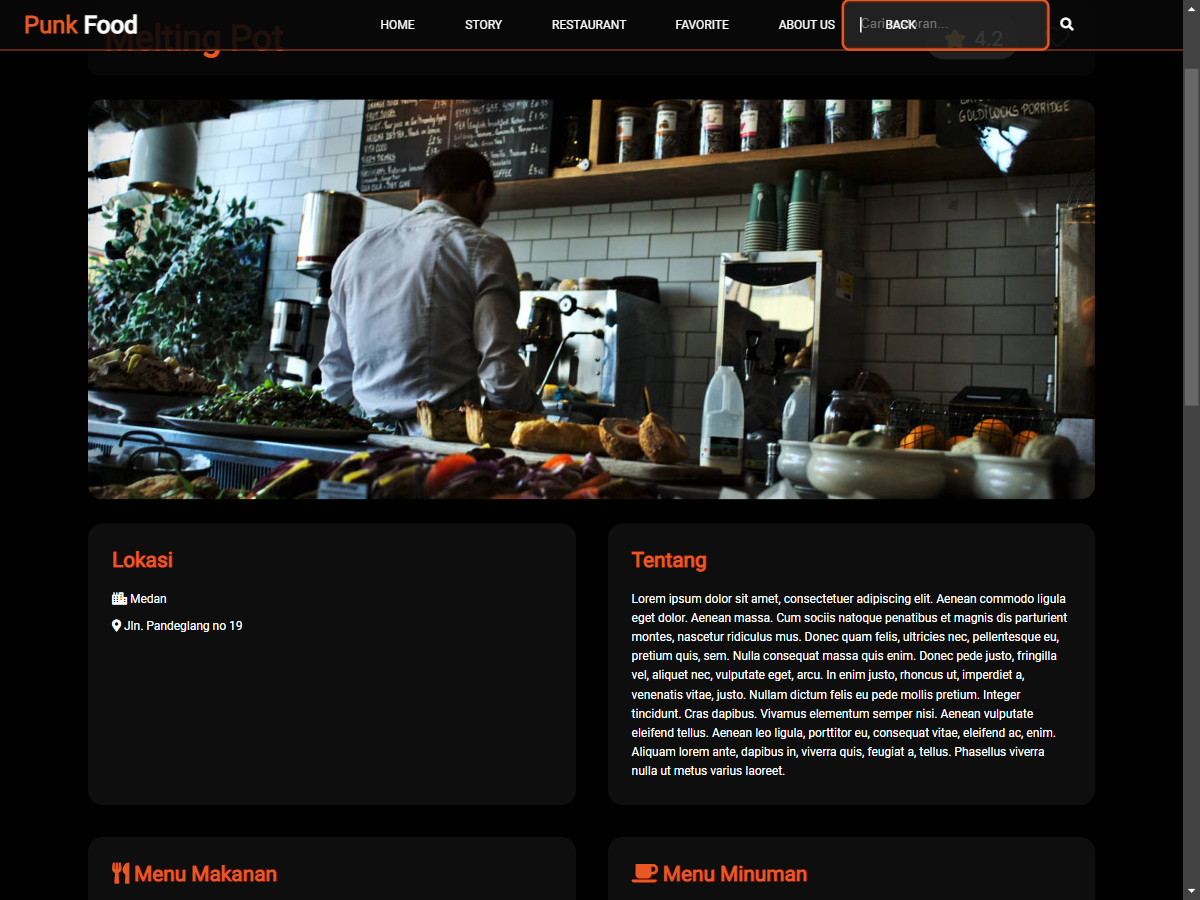 Punk Food
HOME
STORY
RESTAURANT
FAVORITE
ABOUT US
BACK
Melting Pot
4.2
GOLDILOCKS PORRIDGE
Lokasi
Medan
Jln. Pandeglang no 19
Tentang
Lorem ipsum dolor sit amet, consectetuer adipiscing elit. Aenean commodo ligula
eget dolor. Aenean massa. Cum sociis natoque penatibus et magnis dis parturient
montes, nascetur ridiculus mus. Donec quam felis, ultricies nec, pellentesque eu,
pretium quis, sem. Nulla consequat massa quis enim. Donec pede justo, fringilla
vel, aliquet nec, vulputate eget, arcu. In enim justo, rhoncus ut, imperdiet a,
venenatis vitae, justo. Nullam dictum felis eu pede mollis pretium. Integer
tincidunt. Cras dapibus. Vivamus elementum semper nisi. Aenean vulputate
eleifend tellus. Aenean leo ligula, porttitor eu, consequat vitae, eleifend ac, enim.
Aliquam lorem ante, dapibus in, viverra quis, feugiat a, tellus. Phasellus viverra
nulla ut metus varius laoreet.
Menu Makanan
Menu Minuman